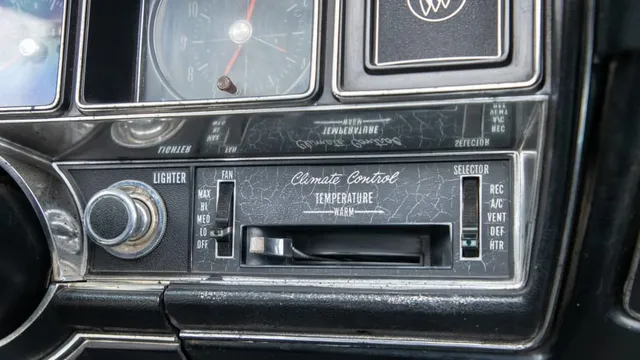 LIGHTER
FAN
MAX
HI
MED
LO
OFF
Climate Control
TEMPERATURE
WARM
SELECTOR
REC
A/C
VENT
DEF
HTR